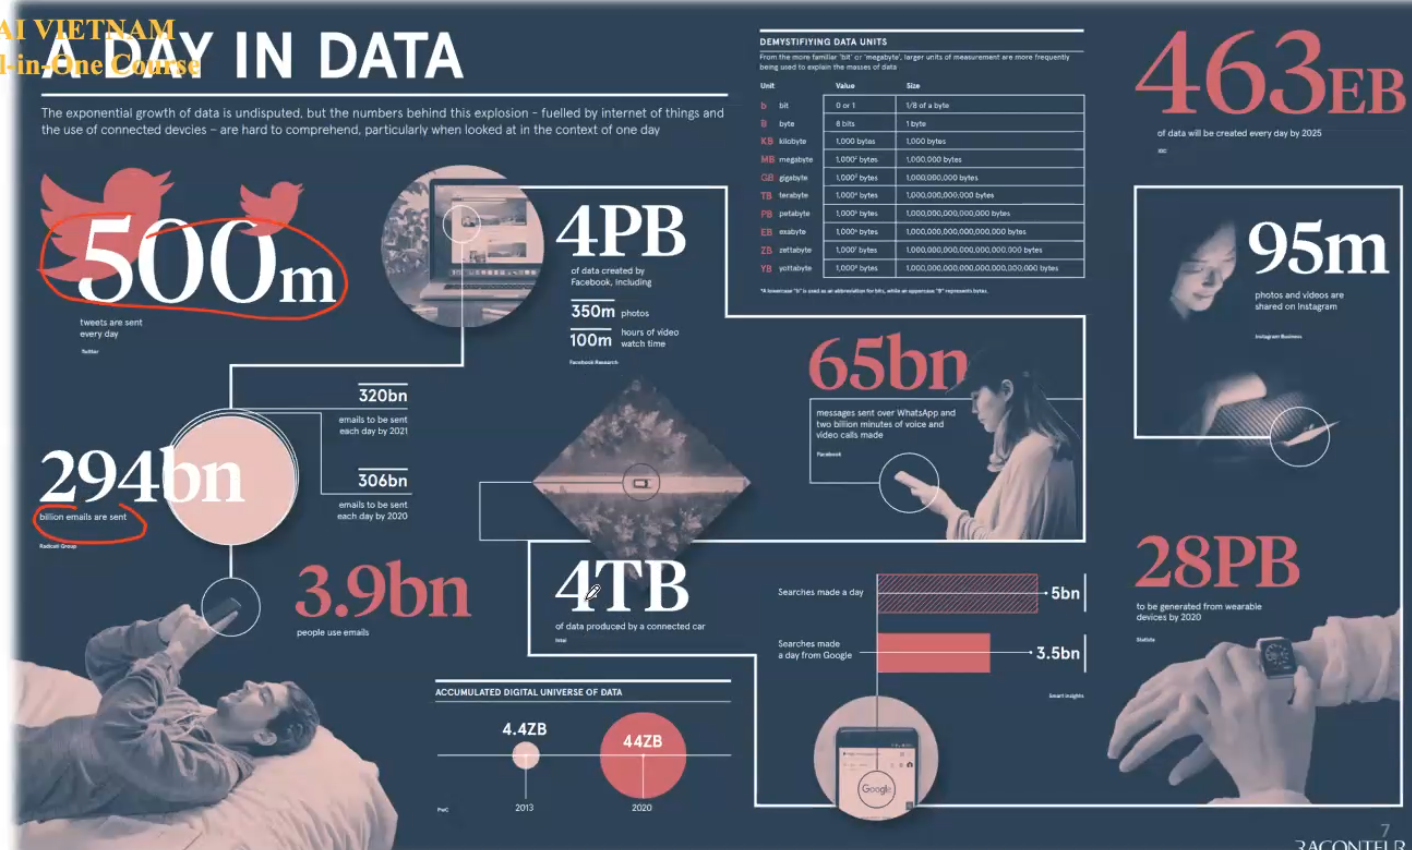 AI VIETNAM
l-in-One Course
A DAY IN DATA
The exponential growth of data is undisputed, but the numbers behind this explosion – fuelled by internet of things and
the use of connected devcies – are hard to comprehend, particularly when looked at in the context of one day
500m
tweets are sent
every day
Twitter
4PB
of data created by
Facebook, including
350m photos
100m hours of video
watch time
Facebook Research
DEMYSTIFIYING DATA UNITS
From the more familiar 'bit' or 'megabyte', larger units of measurement are more frequently
being used to explain the masses of data
Unit Value Size
b bit 0 or 1 1/8 of a byte
B byte 8 bits 1 byte
KB kilobyte 1,000 bytes 1,000 bytes
MB megabyte 1,000² bytes 1,000,000 bytes
GB gigabyte 1,000³ bytes 1,000,000,000 bytes
TB terabyte 1,000⁴ bytes 1,000,000,000,000 bytes
PB petabyte 1,000⁵ bytes 1,000,000,000,000,000 bytes
EB exabyte 1,000⁶ bytes 1,000,000,000,000,000,000 bytes
ZB zettabyte 1,000⁷ bytes 1,000,000,000,000,000,000,000 bytes
YB yottabyte 1,000⁸ bytes 1,000,000,000,000,000,000,000,000 bytes
*A lowercase "b" is used as an abbreviation for bits, while an uppercase "B" represents bytes.
463EB
of data will be created every day by 2025
IDC
95m
photos and videos are
shared on Instagram
Instagram Business
65bn
messages sent over WhatsApp and
two billion minutes of voice and
video calls made
Facebook
320bn
emails to be sent
each day by 2021
306bn
emails to be sent
each day by 2020
294bn
billion emails are sent
Radicati Group
3.9bn
people use emails
4TB
of data produced by a connected car
Intel
Searches made a day 5bn
Searches made
a day from Google 3.5bn
Smart Insights
Google
28PB
to be generated from wearable
devices by 2020
Statista
ACCUMULATED DIGITAL UNIVERSE OF DATA
4.4ZB
44ZB
2013
2020
PwC
7
RACONTEUR